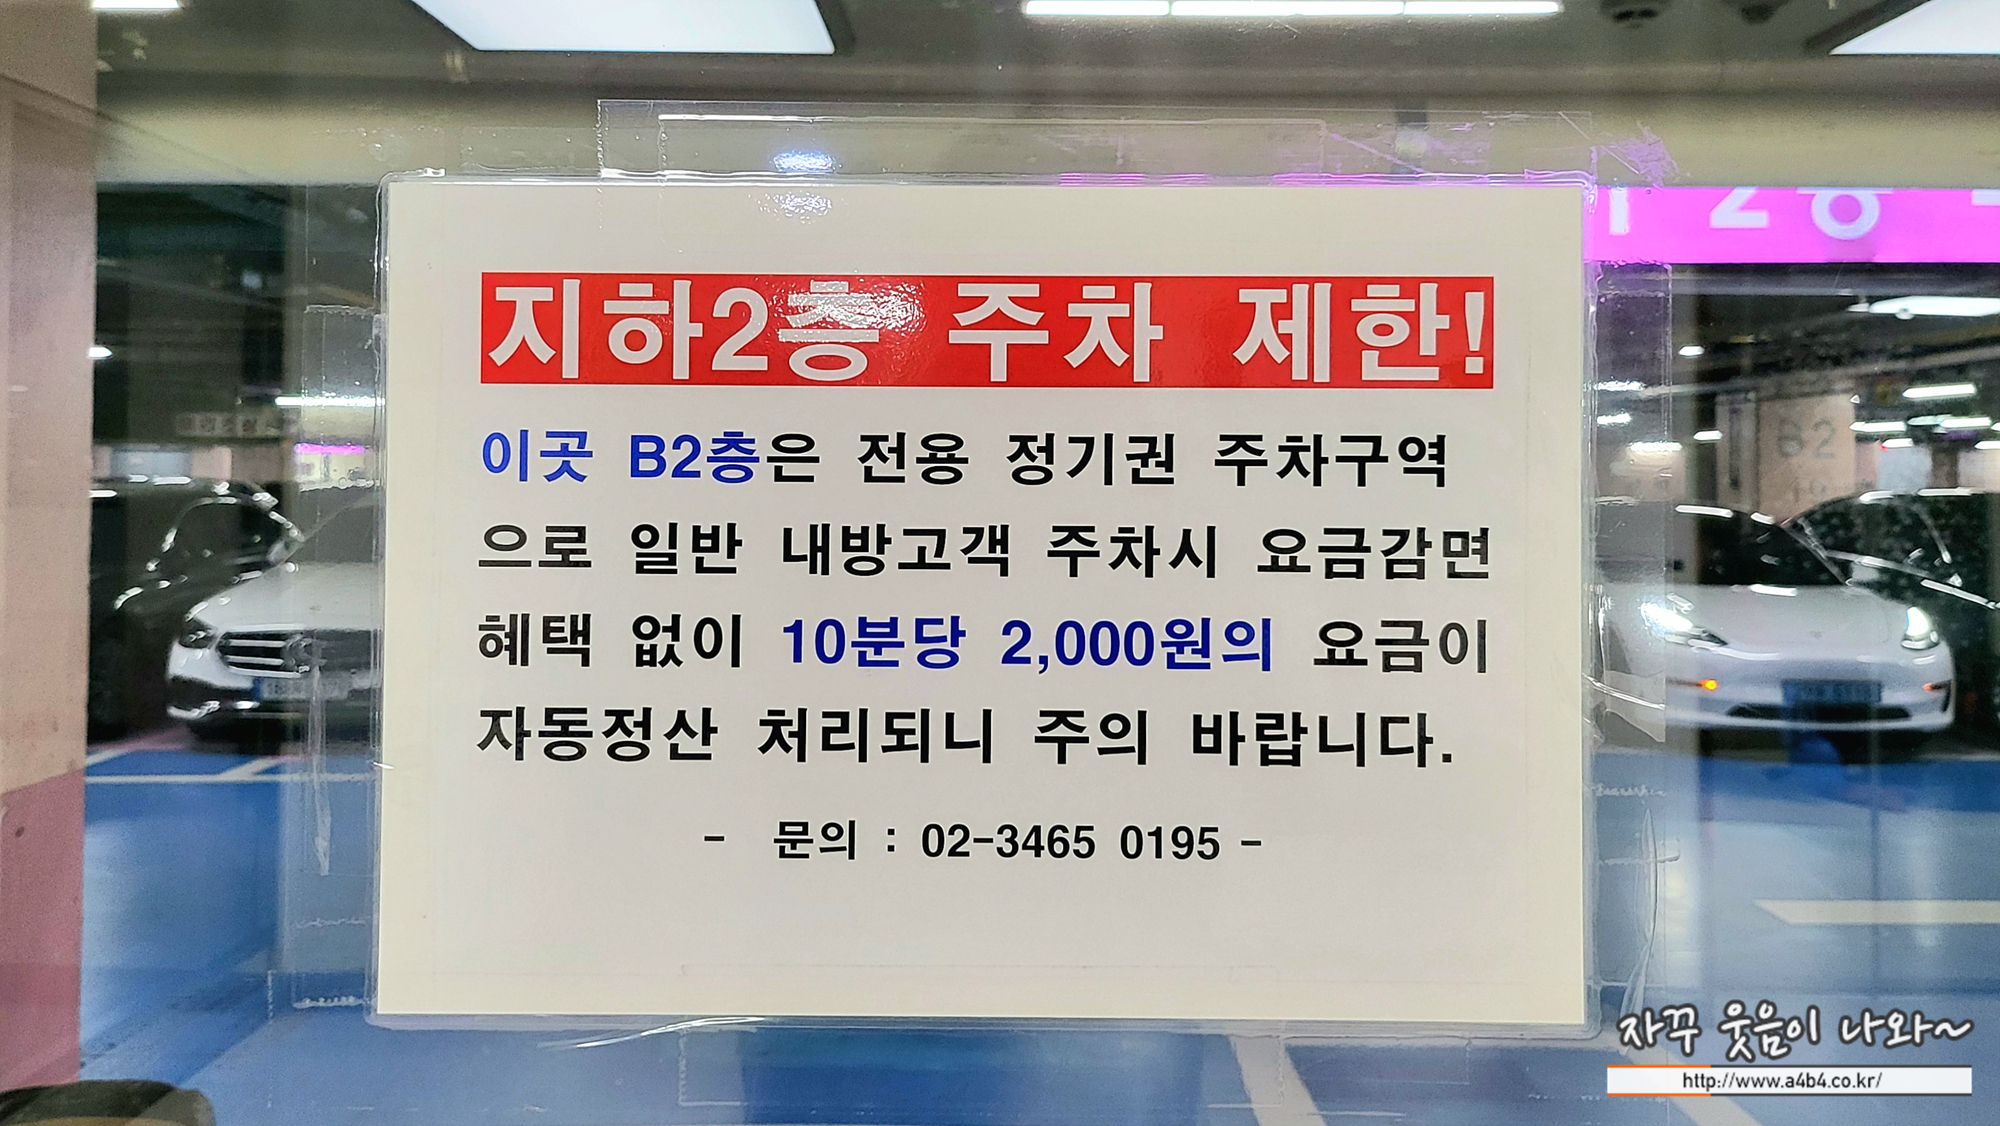 지하2층 주차 제한!
이곳 B2층은 전용 정기권 주차구역
으로 일반 내방고객 주차시 요금감면
혜택 없이 10분당 2,000원의 요금이
자동정산 처리되니 주의 바랍니다.
- 문의 : 02-3465 0195 -
2층
B2
자꾸 웃음이 나와~
http://www.a4b4.co.kr/